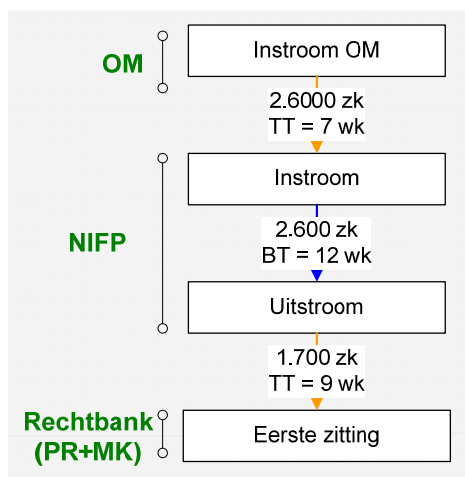 OM
Instroom OM
2.6000 zk
TT = 7 wk
Instroom
NIFP
2.600 zk
BT = 12 wk
Uitstroom
1.700 zk
TT = 9 wk
Rechtbank
(PR+MK)
Eerste zitting